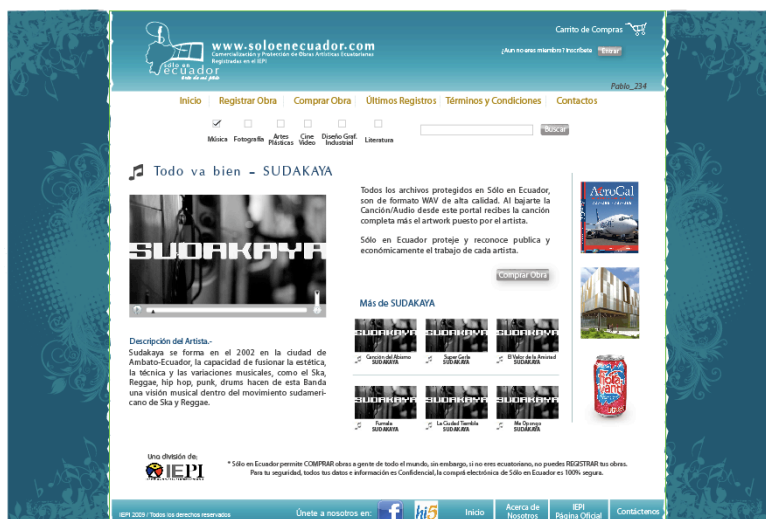 Carrito de Compras
www.soloenecuador.com
Comercialización y Protección de Obras Artísticas Ecuatorianas
Registradas en el IEPI
¿Aun no eres miembro? Inscríbete
Entrar
sólo en
ecuador
Pablo_234
Inicio
Registrar Obra
Comprar Obra
Últimos Registros
Términos y Condiciones
Contactos
Música
Fotografía
Artes
Plásticas
Cine
Video
Diseño Graf.
Industrial
Literatura
Buscar
Todo va bien - SUDAKAYA
SUDAKAYA
Descripción del Artista.-
Sudakaya se forma en el 2002 en la ciudad de
Ambato-Ecuador, la capacidad de fusionar la estética,
la técnica y las variaciones musicales, como el Ska,
Reggae, hip hop, punk, drums hacen de esta Banda
una visión musical dentro del movimiento sudameri-
cano de Ska y Reggae.
Todos los archivos protegidos en Sólo en Ecuador,
son de formato WAV de alta calidad. Al bajarte la
Canción/Audio desde este portal recibes la canción
completa más el artwork puesto por el artista.
Sólo en Ecuador proteje y reconoce publica y
económicamente el trabajo de cada artista.
Comprar Obra
Más de SUDAKAYA
SUDAKAYA
SUDAKAYA
SUDAKAYA
Canción del Abismo
SUDAKAYA
Super Gerla
SUDAKAYA
El Valor de la Amistad
SUDAKAYA
SUDAKAYA
SUDAKAYA
SUDAKAYA
Fumala
SUDAKAYA
La Ciudad Tiembla
SUDAKAYA
Me Opongo
SUDAKAYA
AeroGal
Una división de:
IEPI
* Sólo en Ecuador permite COMPRAR obras a gente de todo el mundo, sin embargo, si no eres ecuatoriano, no puedes REGISTRAR tus obras.
Para tu seguridad, todos tus datos e información es Confidencial, la compra electrónica de Sólo en Ecuador es 100% segura.
IEPI 2009 / Todos los derechos reservados
Únete a nosotros en:
f
hi5
Inicio
Acerca de
Nosotros
IEPI
Página Oficial
Contáctenos